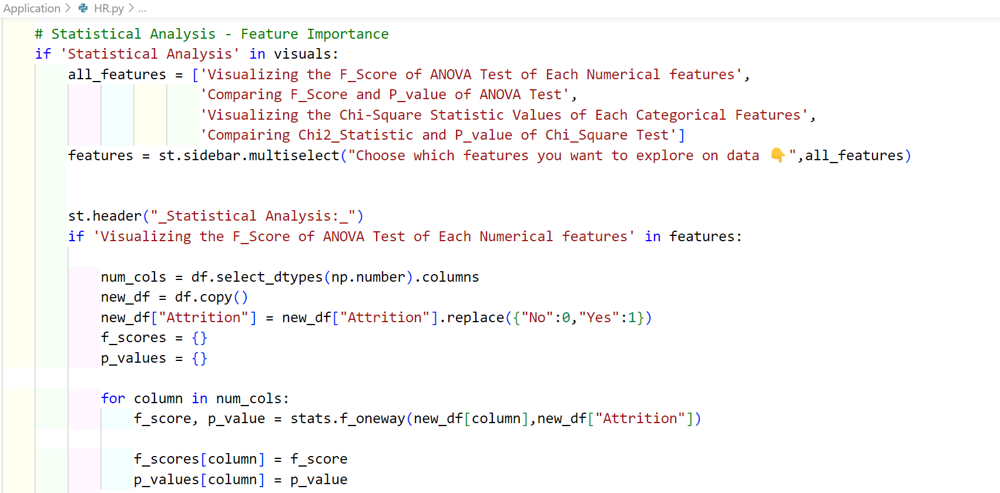 Application > HR.py > ...
# Statistical Analysis - Feature Importance
if 'Statistical Analysis' in visuals:
all_features = ['Visualizing the F_Score of ANOVA Test of Each Numerical features',
'Comparing F_Score and P_value of ANOVA Test',
'Visualizing the Chi-Square Statistic Values of Each Categorical Features',
'Compairing Chi2_Statistic and P_value of Chi_Square Test']
features = st.sidebar.multiselect("Choose which features you want to explore on data 👇",all_features)
st.header("_Statistical Analysis:_")
if 'Visualizing the F_Score of ANOVA Test of Each Numerical features' in features:
num_cols = df.select_dtypes(np.number).columns
new_df = df.copy()
new_df["Attrition"] = new_df["Attrition"].replace({"No":0,"Yes":1})
f_scores = {}
p_values = {}
for column in num_cols:
f_score, p_value = stats.f_oneway(new_df[column],new_df["Attrition"])
f_scores[column] = f_score
p_values[column] = p_value